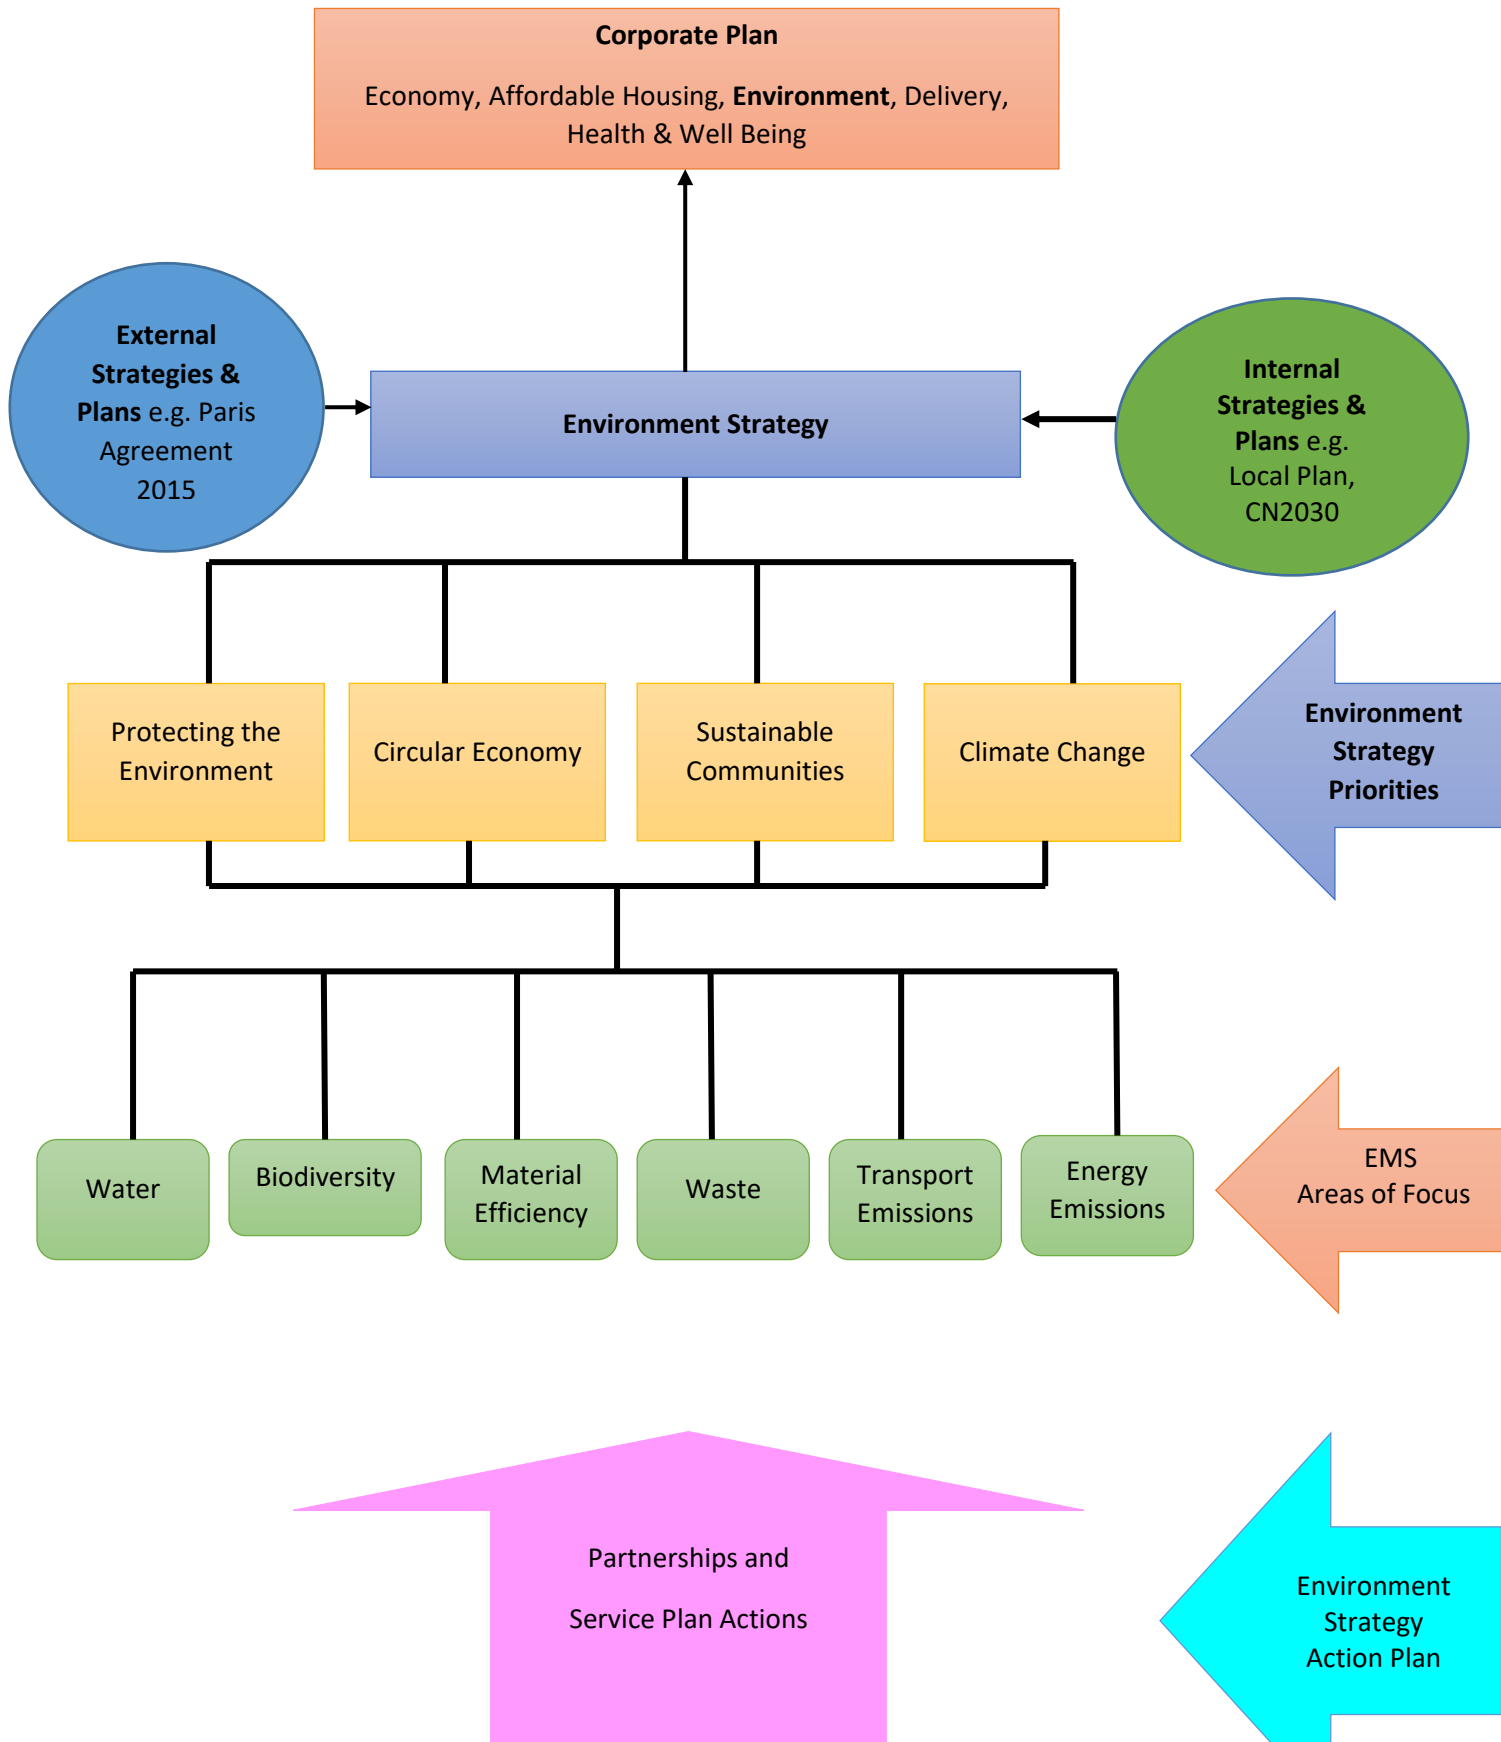 Corporate Plan
Economy, Affordable Housing, Environment, Delivery,
Health & Well Being
External
Strategies &
Plans e.g. Paris
Agreement
2015
Environment Strategy
Internal
Strategies &
Plans e.g.
Local Plan,
CN2030
Protecting the
Environment
Circular Economy
Sustainable
Communities
Climate Change
Environment
Strategy
Priorities
Water
Biodiversity
Material
Efficiency
Waste
Transport
Emissions
Energy
Emissions
EMS
Areas of Focus
Partnerships and
Service Plan Actions
Environment
Strategy
Action Plan